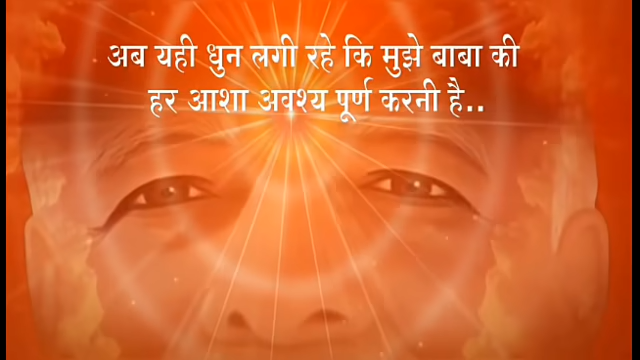 अब यही धुन लगी रहे कि मुझे बाबा की
हर आशा अवश्य पूर्ण करनी है..